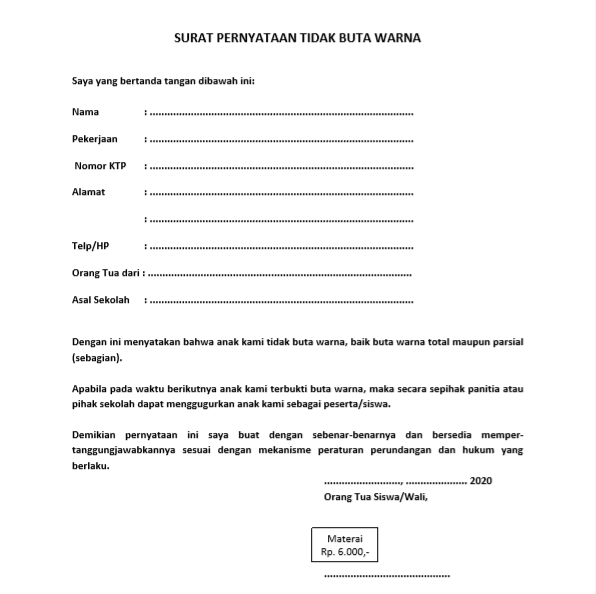 SURAT PERNYATAAN TIDAK BUTA WARNA
Saya yang bertanda tangan dibawah ini:
Nama : ..........................................................................................
Pekerjaan : ..........................................................................................
Nomor KTP : ..........................................................................................
Alamat : ..........................................................................................
: ..........................................................................................
Telp/HP : ..........................................................................................
Orang Tua dari : ..........................................................................................
Asal Sekolah : ..........................................................................................
Dengan ini menyatakan bahwa anak kami tidak buta warna, baik buta warna total maupun parsial
(sebagian).
Apabila pada waktu berikutnya anak kami terbukti buta warna, maka secara sepihak panitia atau
pihak sekolah dapat menggugurkan anak kami sebagai peserta/siswa.
Demikian pernyataan ini saya buat dengan sebenar-benarnya dan bersedia memper-
tanggungjawabkannya sesuai dengan mekanisme peraturan perundangan dan hukum yang
berlaku.
.........................., ..................... 2020
Orang Tua Siswa/Wali,
Materai
Rp. 6.000,-
...........................................